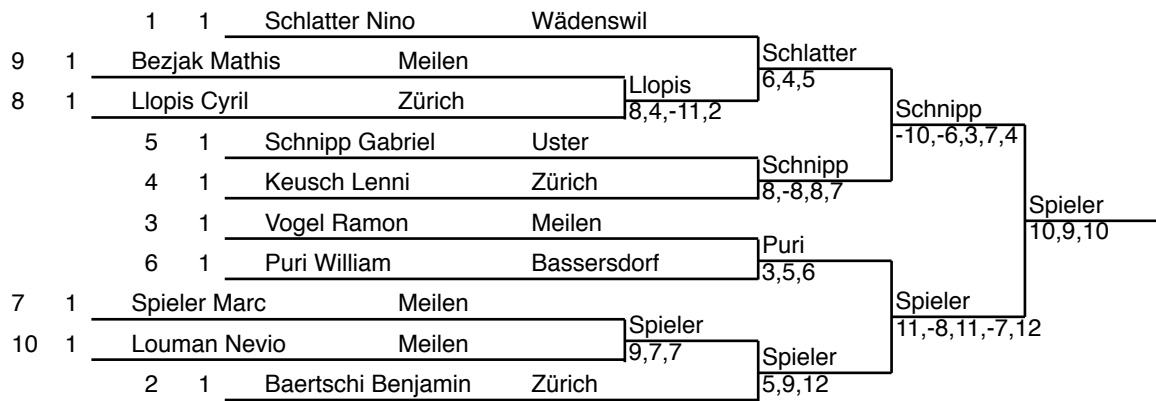 1 1 Schlatter Nino Wädenswil
9 1 Bezjak Mathis Meilen
Schlatter
6,4,5
8 1 Llopis Cyril Zürich
Llopis
8,4,-11,2
Schnipp
-10,-6,3,7,4
5 1 Schnipp Gabriel Uster
Schnipp
8,-8,8,7
4 1 Keusch Lenni Zürich
3 1 Vogel Ramon Meilen
Spieler
10,9,10
Puri
3,5,6
6 1 Puri William Bassersdorf
7 1 Spieler Marc Meilen
Spieler
11,-8,11,-7,12
Spieler
9,7,7
10 1 Louman Nevio Meilen
Spieler
5,9,12
2 1 Baertschi Benjamin Zürich